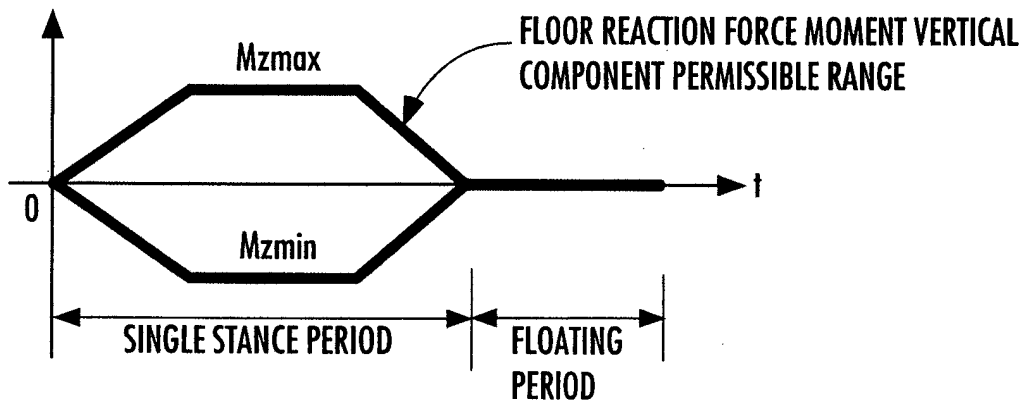 FLOOR REACTION FORCE MOMENT VERTICAL
COMPONENT PERMISSIBLE RANGE
Mzmax
0
t
Mzmin
SINGLE STANCE PERIOD
FLOATING
PERIOD